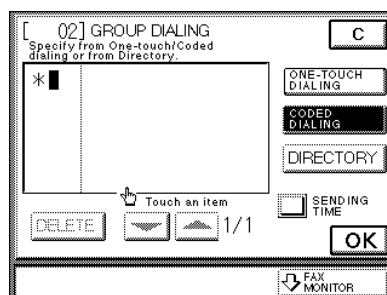 [ 02] GROUP DIALING
C
Specify from One-touch/Coded
dialing or from Directory.
*
ONE-TOUCH
DIALING
CODED
DIALING
DIRECTORY
Touch an item
SENDING
TIME
DELETE
1/1
OK
FAX
MONITOR